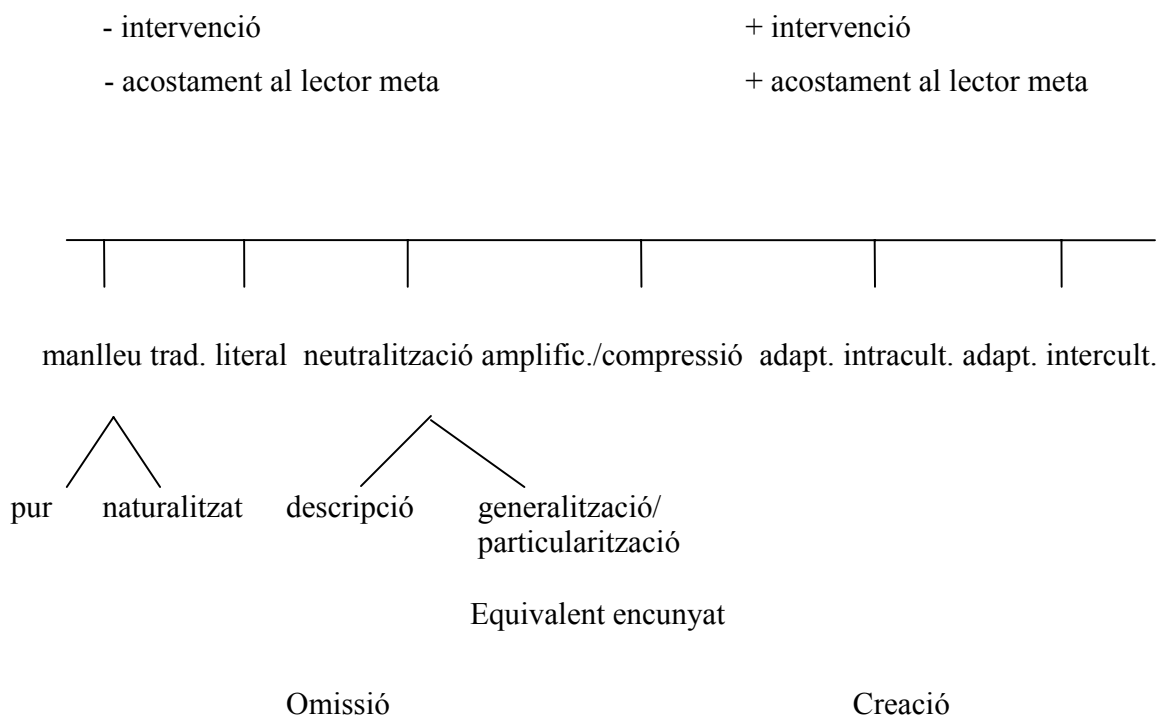 - intervenció + intervenció
- acostament al lector meta + acostament al lector meta
manlleu trad. literal neutralització amplific./compressió adapt. intracult. adapt. intercult.
pur naturalitzat descripció generalització/
particularització
Equivalent encunyat
Omissió Creació